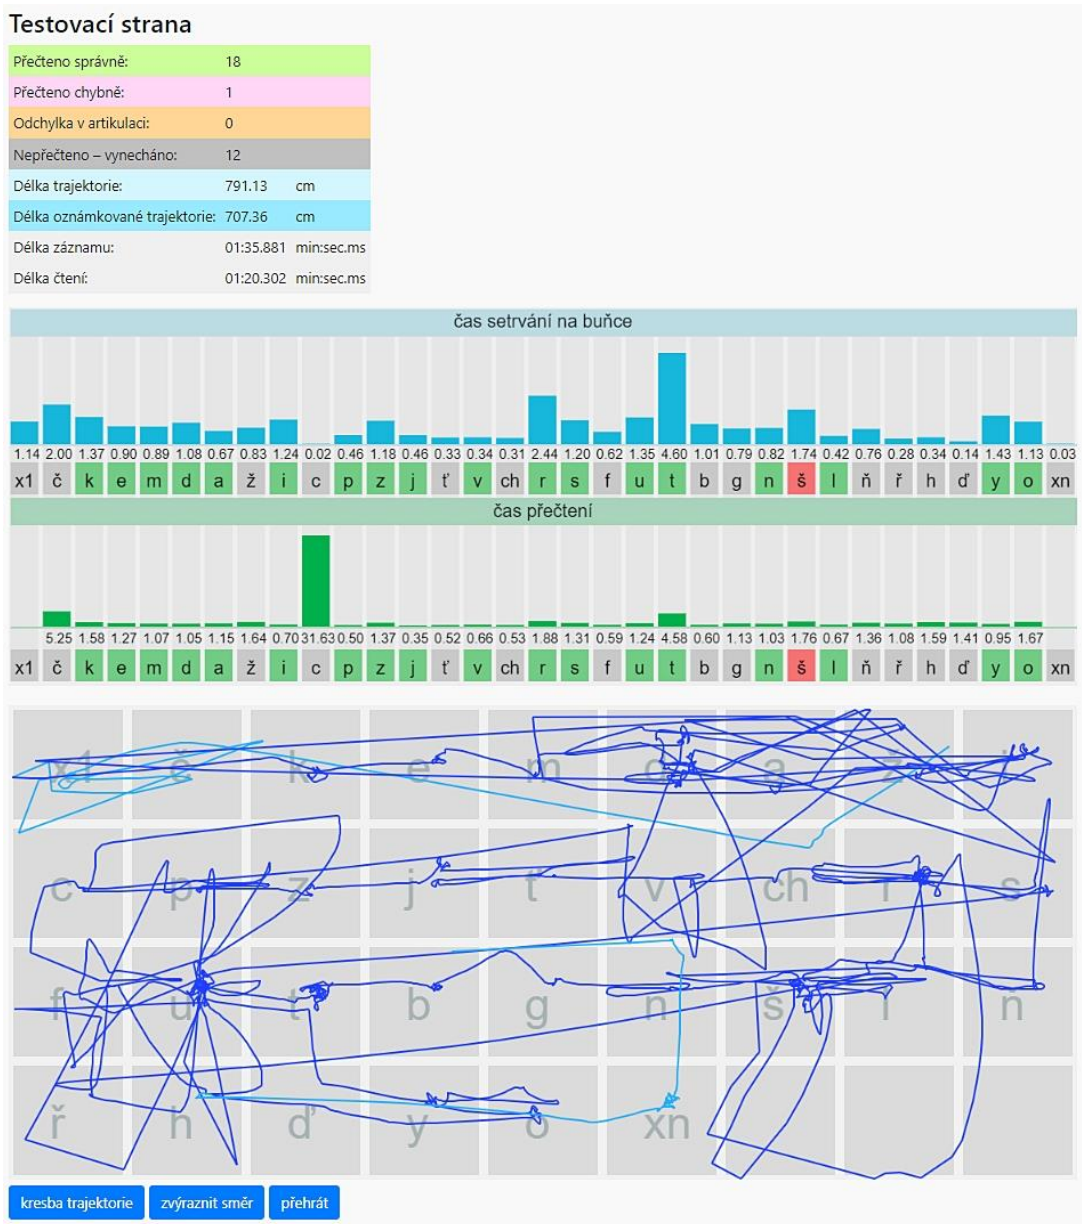 Testovací strana
Přečteno správně: 18
Přečteno chybně: 1
Odchylka v artikulaci: 0
Nepřečteno – vynecháno: 12
Délka trajektorie: 791.13 cm
Délka oznámkované trajektorie: 707.36 cm
Délka záznamu: 01:35.881 min:sec.ms
Délka čtení: 01:20.302 min:sec.ms
čas setrvání na buňce
1.14 2.00 1.37 0.90 0.89 1.08 0.67 0.83 1.24 0.02 0.46 1.18 0.46 0.33 0.34 0.31 2.44 1.20 0.62 1.35 4.60 1.01 0.79 0.82 1.74 0.42 0.76 0.28 0.34 0.14 1.43 1.13 0.03
x1 č k e m d a ž i c p z j ť v ch r s f u t b g n š l ň ř h ď y o xn
čas přečtení
5.25 1.58 1.27 1.07 1.05 1.15 1.64 0.70 31.63 0.50 1.37 0.35 0.52 0.66 0.53 1.88 1.31 0.59 1.24 4.58 0.60 1.13 1.03 1.76 0.67 1.36 1.08 1.59 1.41 0.95 1.67
x1 č k e m d a ž i c p z j ť v ch r s f u t b g n š l ň ř h ď y o xn
x1 č k e m d a ž i
c p z j ť v ch r s
f u t b g n š l ň
ř h ď y o xn
kresba trajektorie zvýraznit směr přehrát